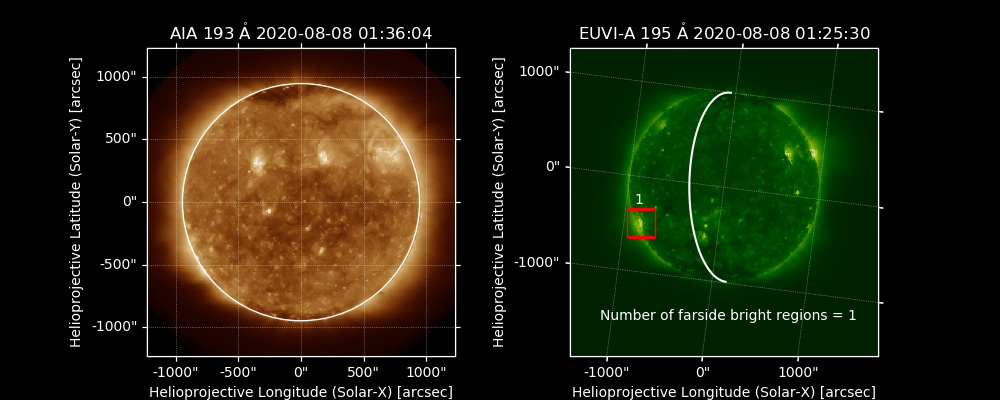 AIA 193 Å 2020-08-08 01:36:04
1000"
500"
0"
-500"
-1000"
-1000"
-500"
0"
500"
1000"
Helioprojective Longitude (Solar-X) [arcsec]
Helioprojective Latitude (Solar-Y) [arcsec]
EUVI-A 195 Å 2020-08-08 01:25:30
1000"
0"
-1000"
1
Number of farside bright regions = 1
-1000"
0"
1000"
Helioprojective Longitude (Solar-X) [arcsec]
Helioprojective Latitude (Solar-Y) [arcsec]